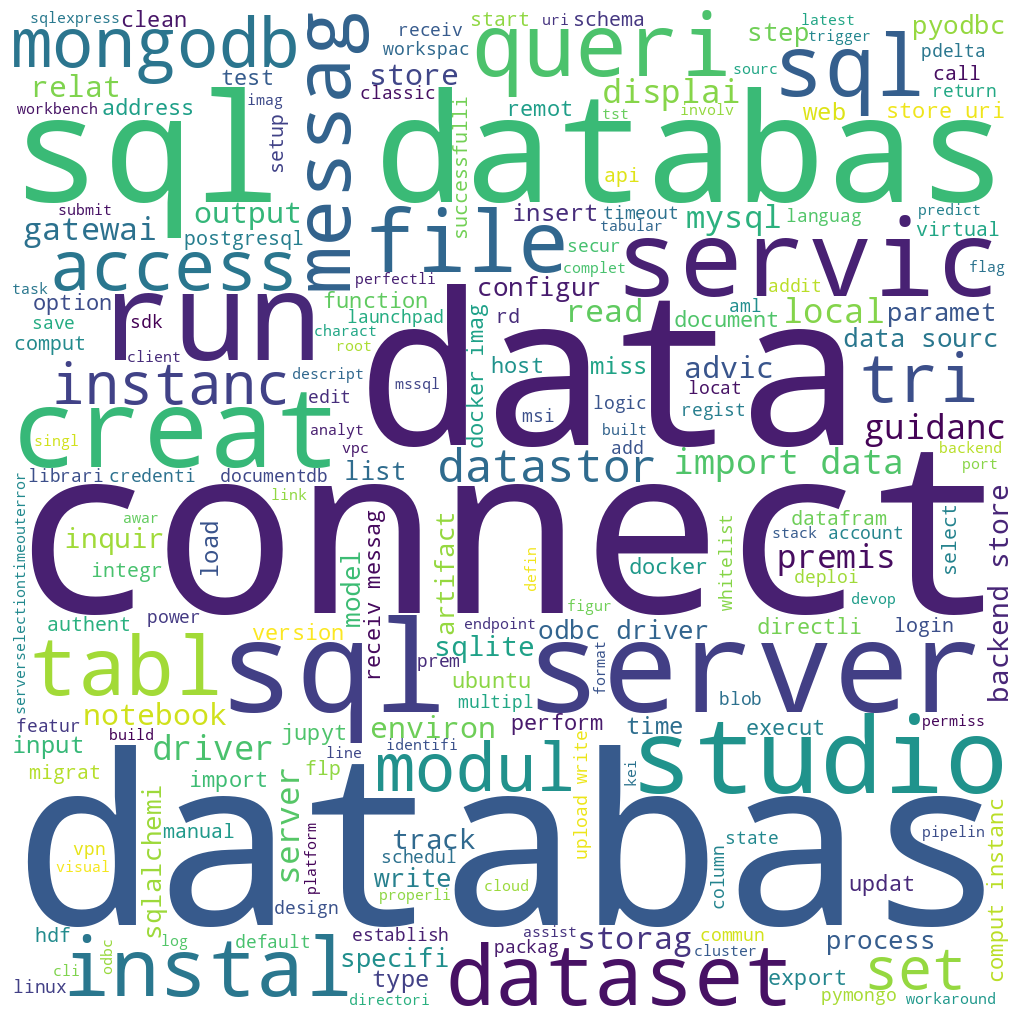 sqlexpress
clean
mongodb
messag
receiv
workspac
start
uri
schema
queri
step
latest
trigger
pyodbc
sql
pdelta
call
return
sourc
relat
test
store
classic
displai
remot
web
store uri
workbench
address
imag
setup
successfulli
tst
involv
api
sql databas
submit
output
gatewai
postgresql
file
insert
timeout
tabular
mysql
languag
predict
virtual
secur
complet
servic
flag
access
task
option
save
comput
run
sdk
client
perfectli
function
launchpad
charact
root
configur
rd
read
aml
document
addit
local
paramet
data sourc
instanc
descript
edit
data
mssql
docker imag
host
msi
miss
logic
built
add
advic
locat
regist
tri
guidanc
creat
singl
analyt
vpc
backend
port
librari
credenti
documentdb
list
datastor
import data
link
connect
awar
inquir
integr
load
model
receiv messag
artifact
defin
figur
docker
whitelist
datafram
stack
account
premis
deploi
devop
select
backend store
serverselectiontimeouterror
authent
power
version
endpoint
odbc driver
directli
login
tabl
sql server
prem
sqlite
ubuntu
multipl
format
blob
featur
notebook
build
jupyt
environ
line
identifi
perform
time
execut
permiss
input
driver
migrat
import
flp
modul
upload write
kei
studio
databas
sqlalchemi
manual
server
platform
track
schedul
write
properli
cloud
column
state
pipelin
updat
comput instanc
vpn
visual
design
hdf
cli
odbc
log
default
establish
specifi
assist
packag
storag
commun
cluster
process
linux
instal
directori
type
dataset
export
pymongo
set
workaround